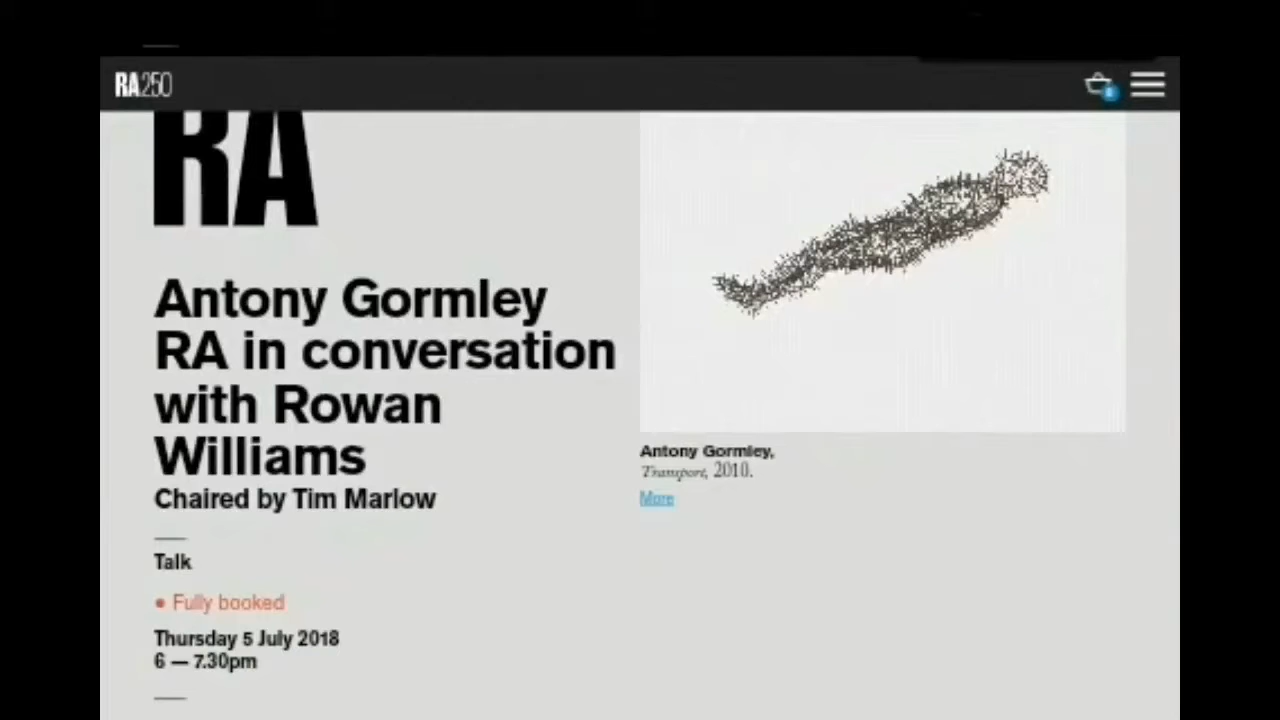 RA250
RA
Antony Gormley
RA in conversation
with Rowan
Williams
Chaired by Tim Marlow
Talk
• Fully booked
Thursday 5 July 2018
6 — 7.30pm
Antony Gormley,
Transport, 2010.
More